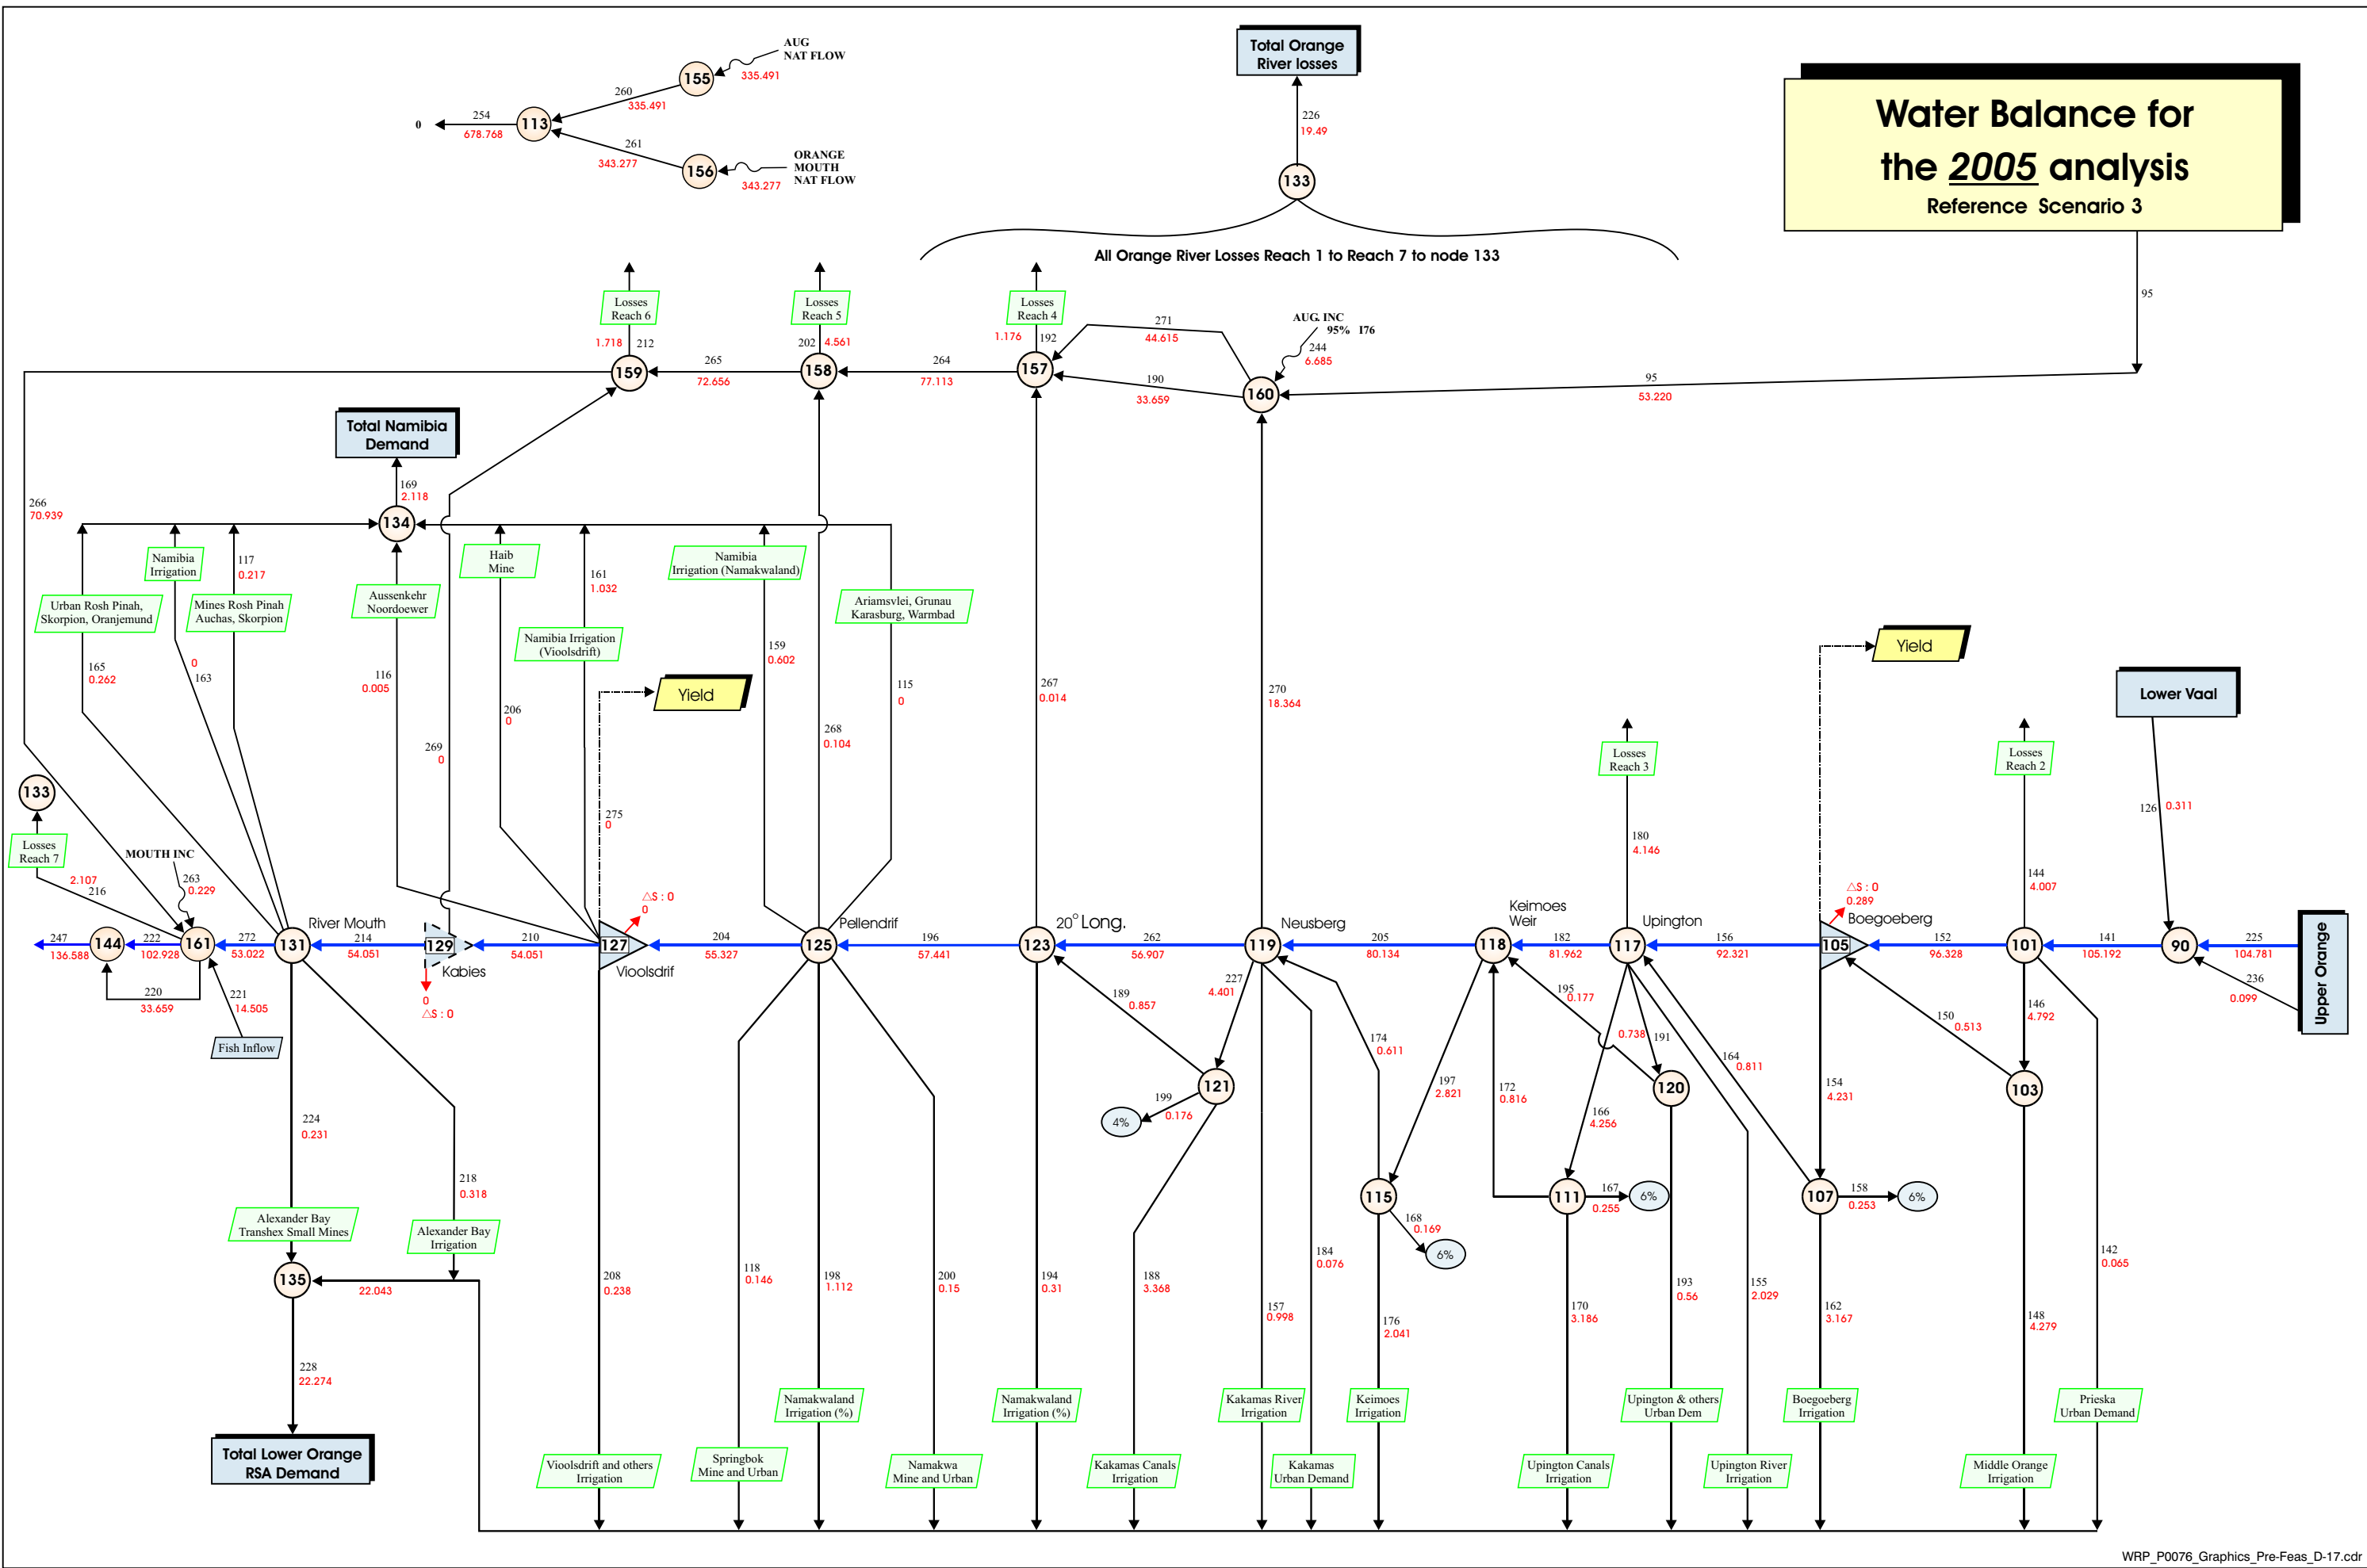 Water Balance for
the 2005 analysis
Reference Scenario 3
95
AUG
NAT FLOW
335.491
155
260
335.491
254
678.768
0
113
261
343.277
156
343.277
ORANGE
MOUTH
NAT FLOW
Total Orange
River losses
226
19.49
133
All Orange River Losses Reach 1 to Reach 7 to node 133
Losses
Reach 6
1.718
212
159
Losses
Reach 5
202
4.561
158
Losses
Reach 4
1.176
192
157
265
72.656
264
77.113
271
44.615
190
33.659
AUG. INC
95% I76
244
6.685
160
95
53.220
Total Namibia
Demand
169
2.118
134
266
70.939
Namibia
Irrigation
117
0.217
Urban Rosh Pinah,
Skorpion, Oranjemund
Mines Rosh Pinah
Auchas, Skorpion
165
0.262
0
163
Aussenkehr
Noordoewer
116
0.005
Haib
Mine
161
1.032
Namibia Irrigation
(Vioolsdrift)
206
0
269
0
Namibia
Irrigation (Namakwaland)
Ariamsvlei, Grunau
Karasburg, Warmbad
159
0.602
115
0
Yield
275
0
268
0.104
267
0.014
270
18.364
Losses
Reach 3
180
4.146
Yield
Lower Vaal
126
0.311
Losses
Reach 2
144
4.007
133
Losses
Reach 7
2.107
216
MOUTH INC
263
0.229
247
136.588
144
222
102.928
161
272
53.022
131
River Mouth
214
54.051
129
Kabies
0
△S : 0
210
54.051
127
Vioolsdrif
△S : 0
0
204
55.327
125
Pellendrif
196
57.441
123
20° Long.
262
56.907
119
Neusberg
205
80.134
118
Keimoes
Weir
182
81.962
117
Upington
156
92.321
105
Boegoeberg
△S : 0
0.289
152
96.328
101
141
105.192
90
225
104.781
236
0.099
Upper Orange
220
33.659
221
14.505
Fish Inflow
224
0.231
218
0.318
Alexander Bay
Transhex Small Mines
Alexander Bay
Irrigation
135
22.043
228
22.274
Total Lower Orange
RSA Demand
208
0.238
Vioolsdrift and others
Irrigation
118
0.146
Springbok
Mine and Urban
198
1.112
Namakwaland
Irrigation (%)
200
0.15
Namakwa
Mine and Urban
194
0.31
Namakwaland
Irrigation (%)
189
0.857
227
4.401
121
199
0.176
4%
188
3.368
Kakamas Canals
Irrigation
157
0.998
Kakamas River
Irrigation
184
0.076
Kakamas
Urban Demand
174
0.611
197
2.821
115
168
0.169
6%
176
2.041
Keimoes
Irrigation
172
0.816
195
0.177
0.738
191
120
166
4.256
111
167
0.255
6%
170
3.186
Upington Canals
Irrigation
193
0.56
Upington & others
Urban Dem
155
2.029
Upington River
Irrigation
164
0.811
154
4.231
107
158
0.253
6%
162
3.167
Boegoeberg
Irrigation
150
0.513
146
4.792
103
148
4.279
Middle Orange
Irrigation
142
0.065
Prieska
Urban Demand
WRP_P0076_Graphics_Pre-Feas_D-17.cdr